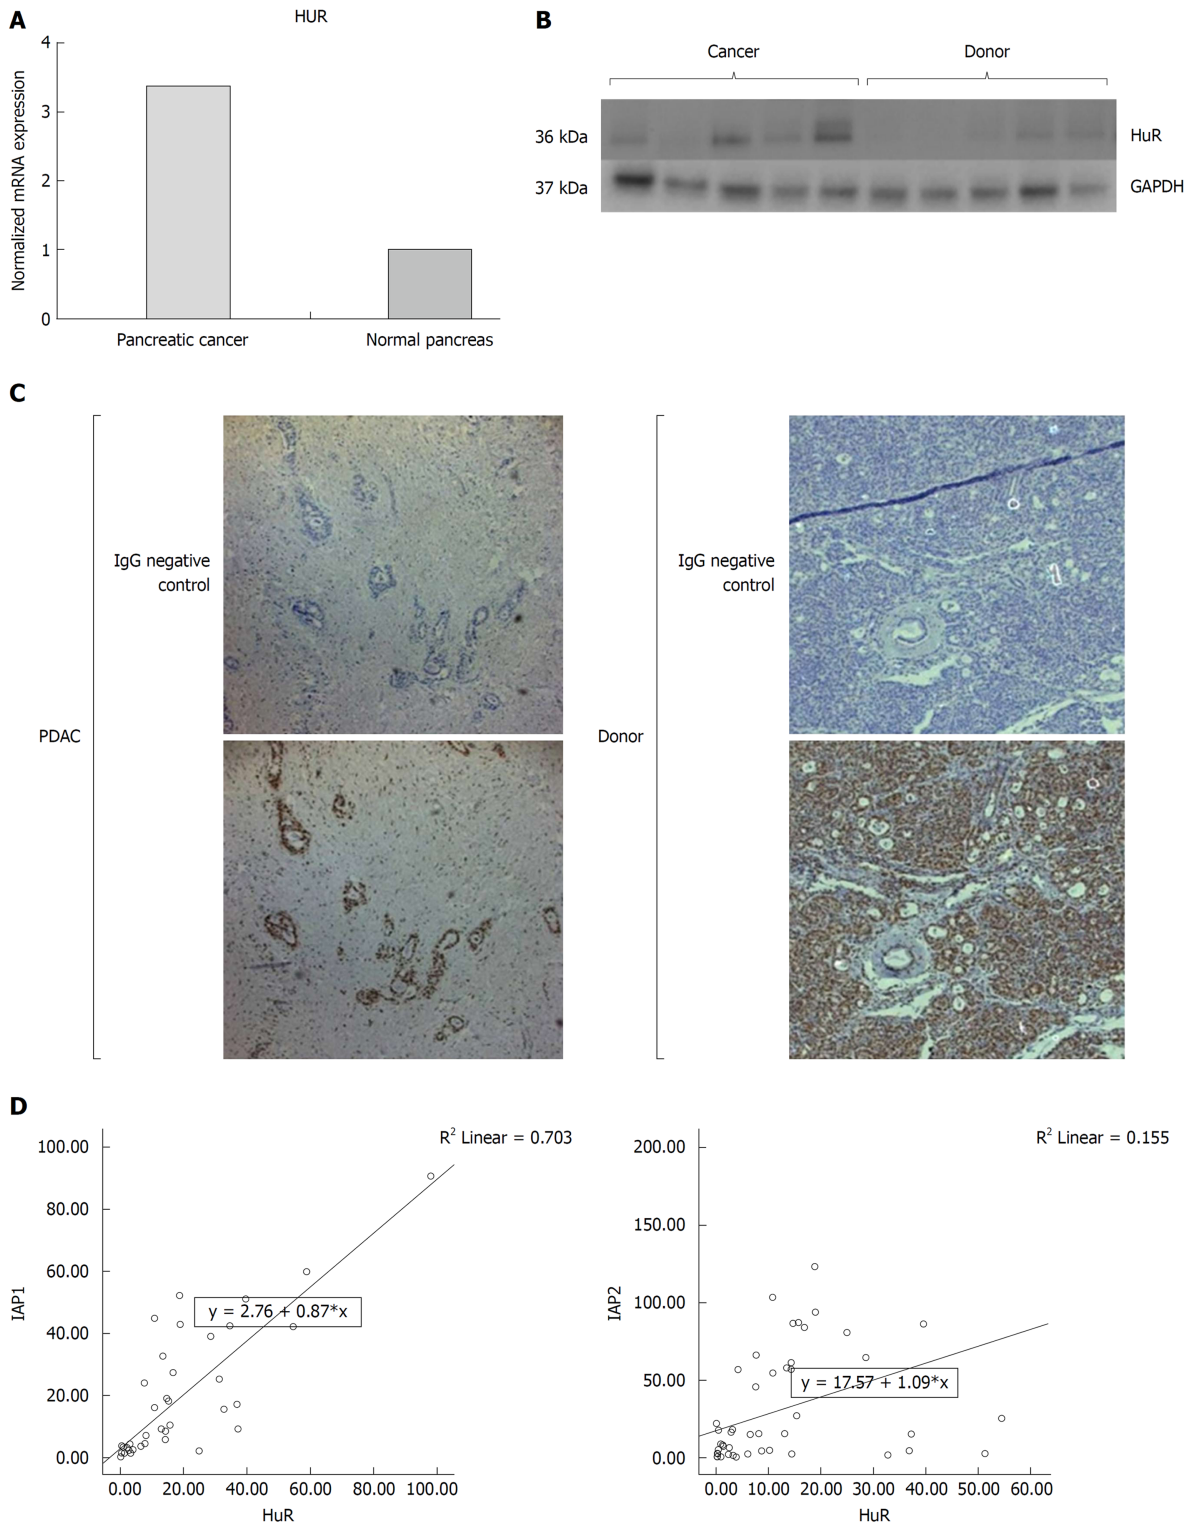 A
HUR
Normalized mRNA expression
4
3
2
1
0
Pancreatic cancer
Normal pancreas
B
Cancer
Donor
36 kDa
HuR
37 kDa
GAPDH
C
PDAC
IgG negative
control
Donor
IgG negative
control
D
R2 Linear = 0.703
IAP1
100.00
80.00
60.00
40.00
20.00
0.00
y = 2.76 + 0.87*x
0.00 20.00 40.00 60.00 80.00 100.00
HuR
R2 Linear = 0.155
IAP2
200.00
150.00
100.00
50.00
0.00
y = 17.57 + 1.09*x
0.00 10.00 20.00 30.00 40.00 50.00 60.00
HuR